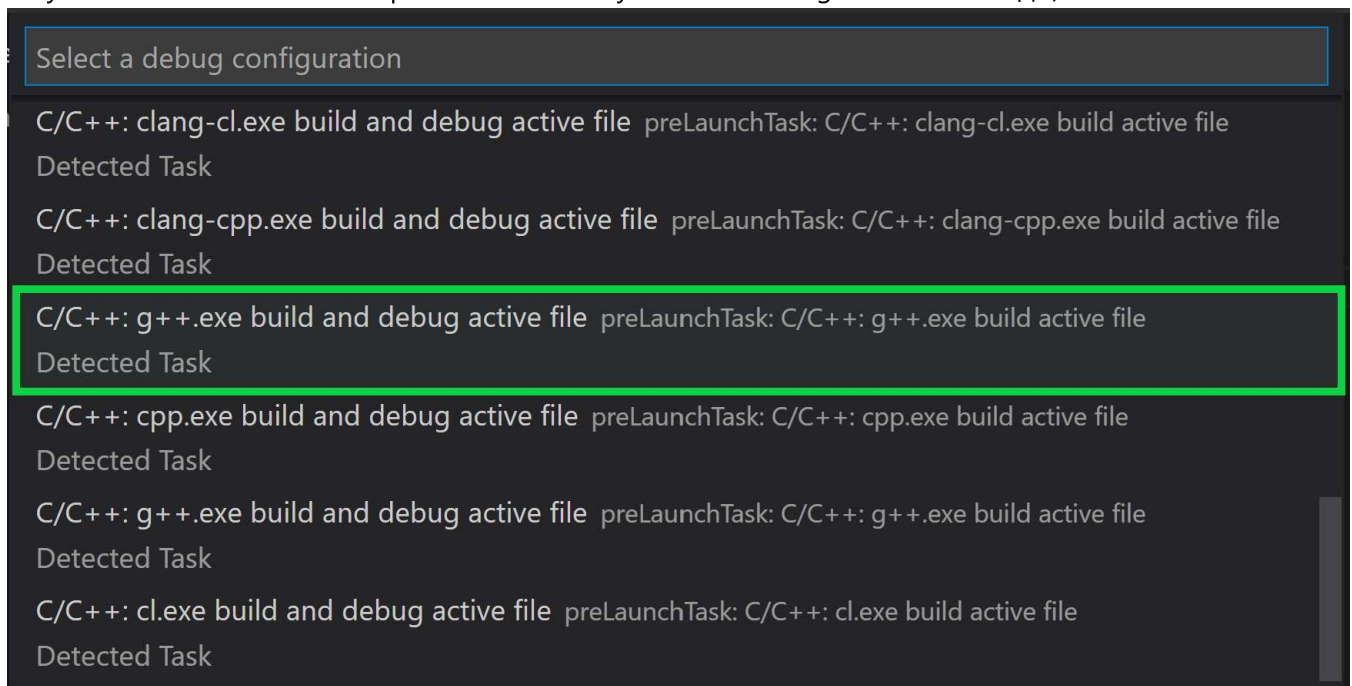 Select a debug configuration
C/C++: clang-cl.exe build and debug active file preLaunchTask: C/C++: clang-cl.exe build active file
Detected Task
C/C++: clang-cpp.exe build and debug active file preLaunchTask: C/C++: clang-cpp.exe build active file
Detected Task
C/C++: g++.exe build and debug active file preLaunchTask: C/C++: g++.exe build active file
Detected Task
C/C++: cpp.exe build and debug active file preLaunchTask: C/C++: cpp.exe build active file
Detected Task
C/C++: g++.exe build and debug active file preLaunchTask: C/C++: g++.exe build active file
Detected Task
C/C++: cl.exe build and debug active file preLaunchTask: C/C++: cl.exe build active file
Detected Task